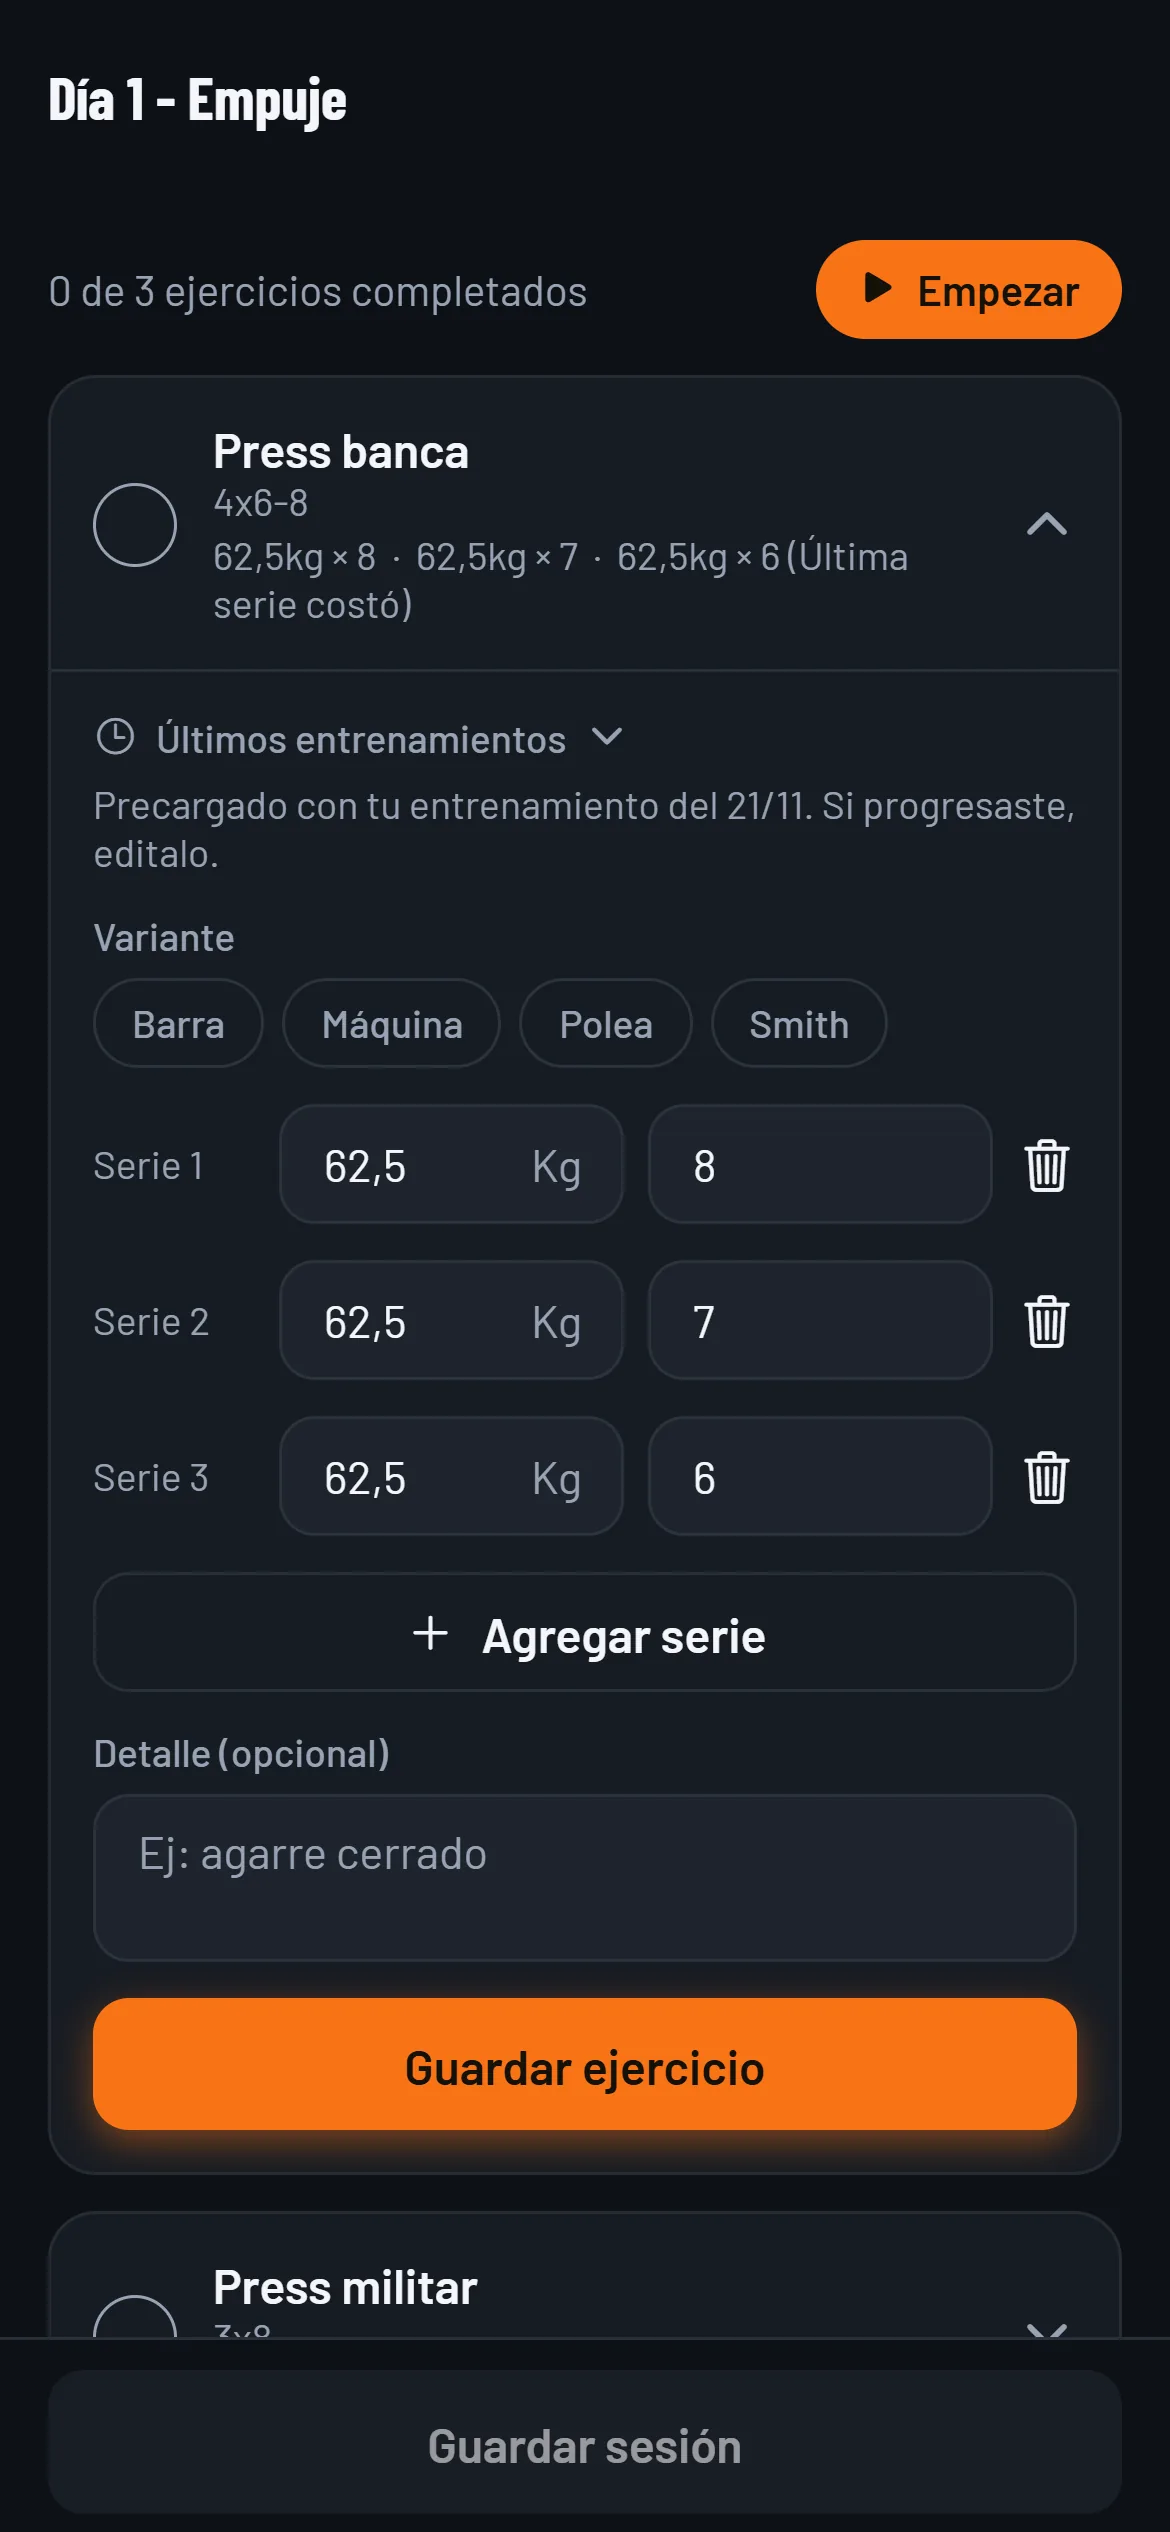 Día 1 - Empuje
0 de 3 ejercicios completados
Empezar
Press banca
4x6-8
62,5kg × 8 · 62,5kg × 7 · 62,5kg × 6 (Última
serie costó)
Últimos entrenamientos
Precargado con tu entrenamiento del 21/11. Si progresaste,
editalo.
Variante
Barra Máquina Polea Smith
Serie 1 62,5 Kg 8
Serie 2 62,5 Kg 7
Serie 3 62,5 Kg 6
+ Agregar serie
Detalle (opcional)
Ej: agarre cerrado
Guardar ejercicio
Press militar
3x8
Guardar sesión